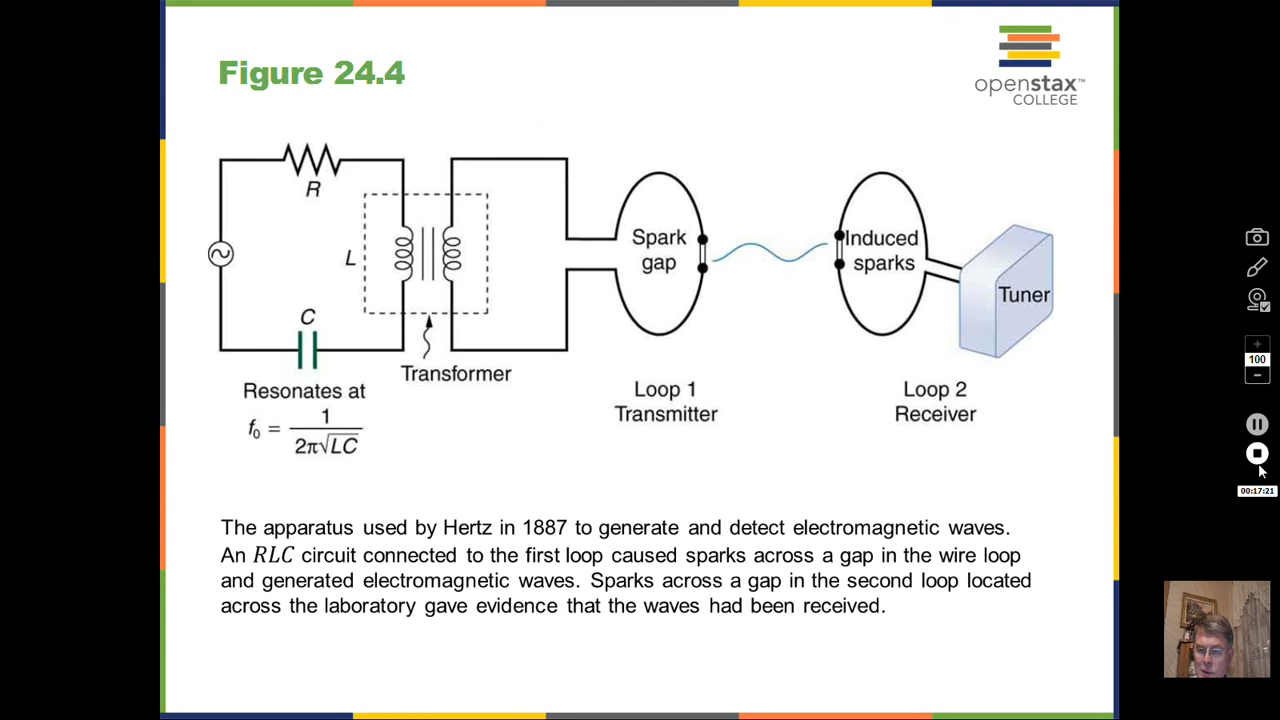 Figure 24.4
openstax™
COLLEGE
R
L
C
Spark
gap
Induced
sparks
Tuner
Transformer
Resonates at
f₀ = 1 / 2π√LC
Loop 1
Transmitter
Loop 2
Receiver
The apparatus used by Hertz in 1887 to generate and detect electromagnetic waves.
An RLC circuit connected to the first loop caused sparks across a gap in the wire loop
and generated electromagnetic waves. Sparks across a gap in the second loop located
across the laboratory gave evidence that the waves had been received.
100
00:17:21